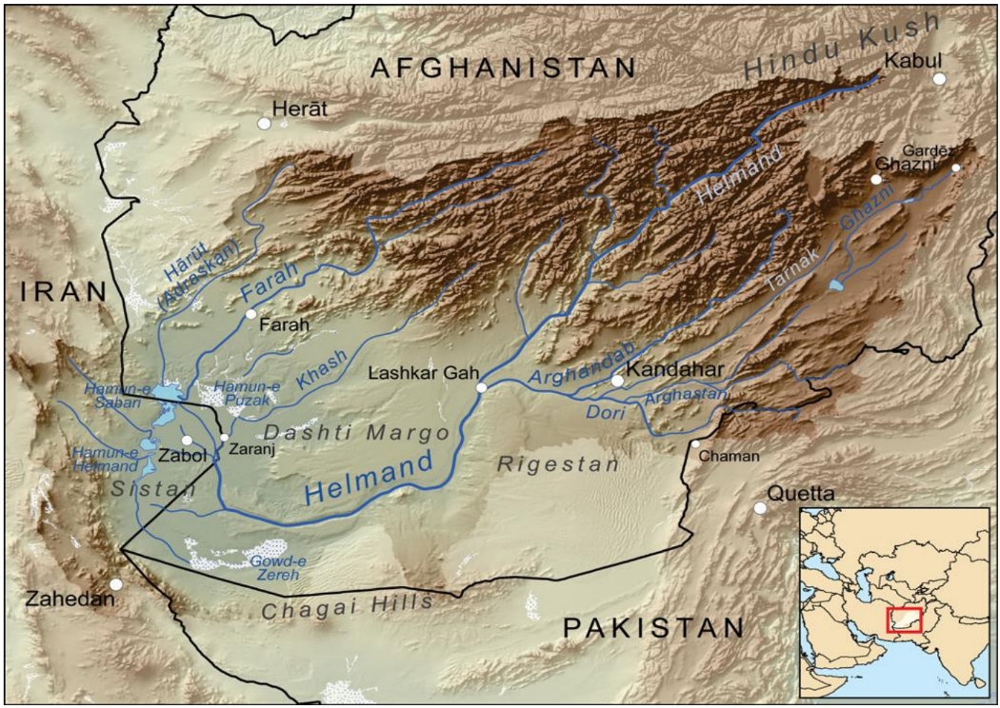 Hindu Kush
Kabul
AFGHANISTAN
Herāt
Gardēz
Ghazni
Helmand
Ghazni
Hārūt
(Adraskan)
Farah
Tarnak
IRAN
Farah
Khash
Lashkar Gah
Arghandab
Kandahar
Hamun-e
Sabari
Hamun-e
Puzak
Arghastan
Dori
Dashti Margo
Zaranj
Zabol
Hamun-e
Helmand
Chaman
Rigestan
Helmand
Sistan
Quetta
Gowd-e
Zereh
Zahedan
Chagai Hills
PAKISTAN